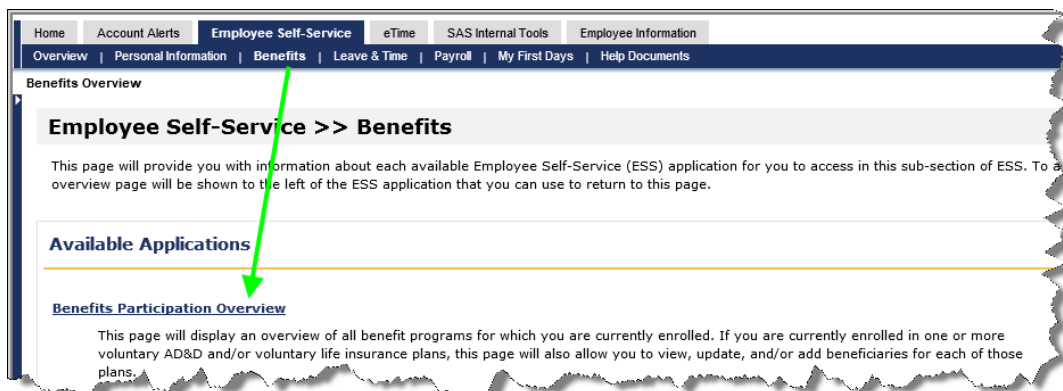 Home Account Alerts Employee Self-Service eTime SAS Internal Tools Employee Information
Overview | Personal Information | Benefits | Leave & Time | Payroll | My First Days | Help Documents
Benefits Overview
Employee Self-Service >> Benefits
This page will provide you with information about each available Employee Self-Service (ESS) application for you to access in this sub-section of ESS. To a
overview page will be shown to the left of the ESS application that you can use to return to this page.
Available Applications
Benefits Participation Overview
This page will display an overview of all benefit programs for which you are currently enrolled. If you are currently enrolled in one or more
voluntary AD&D and/or voluntary life insurance plans, this page will also allow you to view, update, and/or add beneficiaries for each of those
plans.